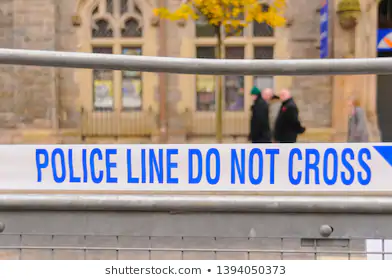 POLICE LINE DO NOT CROSS
shutterstock.com • 1394050373